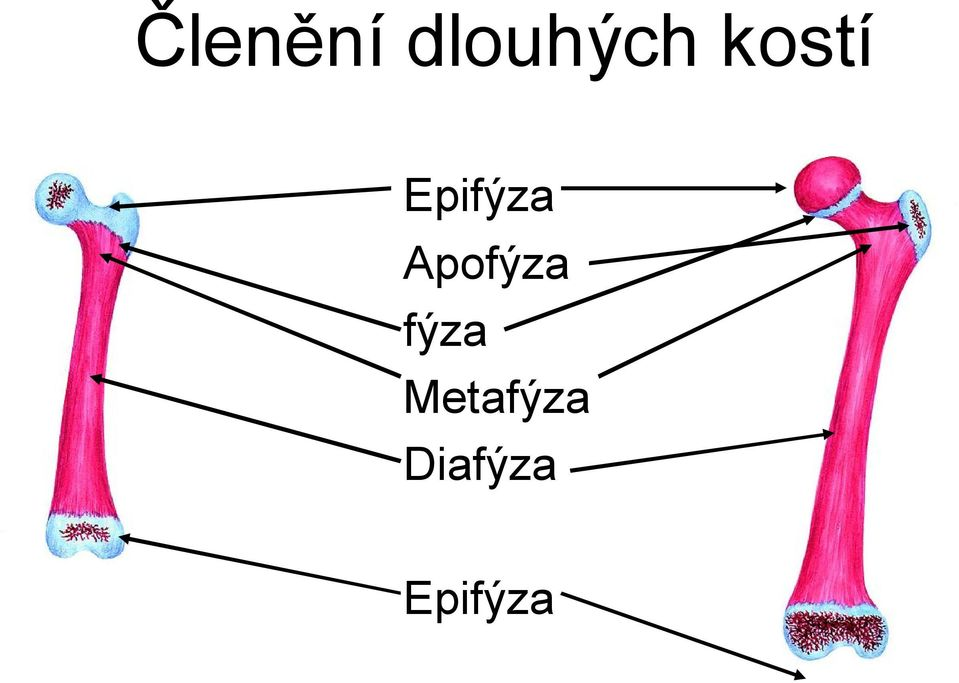 Členění dlouhých kostí
Epifýza
Apofýza
fýza
Metafýza
Diafýza
Epifýza